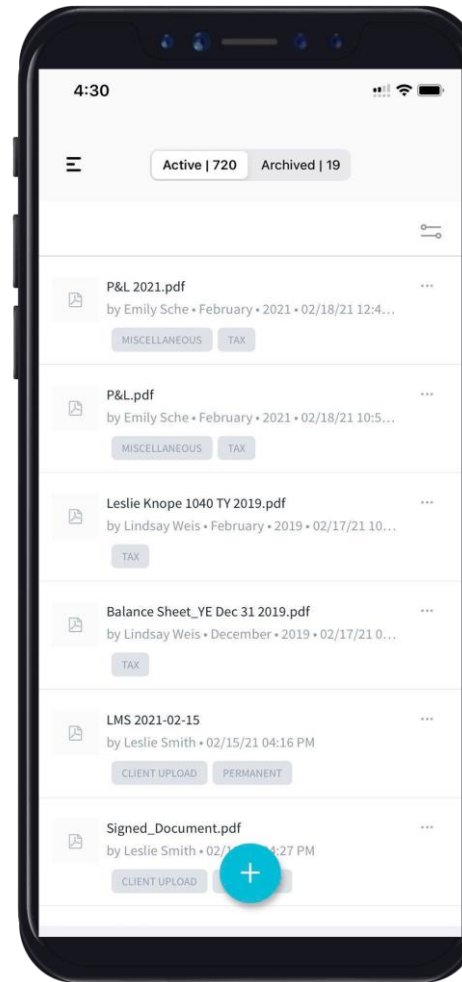 4:30
Active | 720 Archived | 19
P&L 2021.pdf
by Emily Sche • February • 2021 • 02/18/21 12:4...
MISCELLANEOUS TAX
P&L.pdf
by Emily Sche • February • 2021 • 02/18/21 10:5...
MISCELLANEOUS TAX
Leslie Knope 1040 TY 2019.pdf
by Lindsay Weis • February • 2019 • 02/17/21 10...
TAX
Balance Sheet_YE Dec 31 2019.pdf
by Lindsay Weis • December • 2019 • 02/17/21 0...
TAX
LMS 2021-02-15
by Leslie Smith • 02/15/21 04:16 PM
CLIENT UPLOAD PERMANENT
Signed_Document.pdf
by Leslie Smith • 02/1 4:27 PM
CLIENT UPLOAD